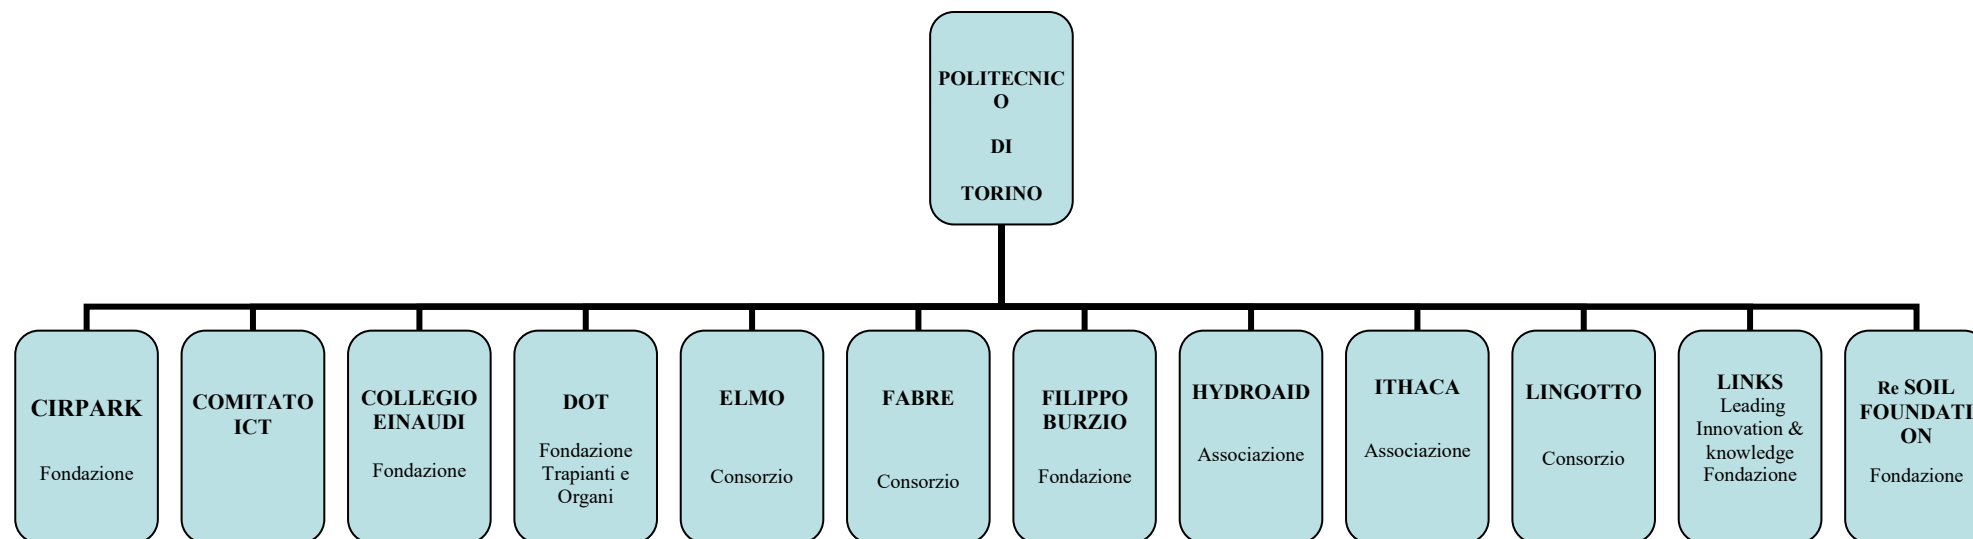 POLITECNIC
O
DI
TORINO
CIRPARK
Fondazione
COMITATO
ICT
COLLEGIO
EINAUDI
Fondazione
DOT
Fondazione
Trapianti e
Organi
ELMO
Consorzio
FABRE
Consorzio
FILIPPO
BURZIO
Fondazione
HYDROAID
Associazione
ITHACA
Associazione
LINGOTTO
Consorzio
LINKS
Leading
Innovation &
knowledge
Fondazione
Re SOIL
FOUNDATI
ON
Fondazione